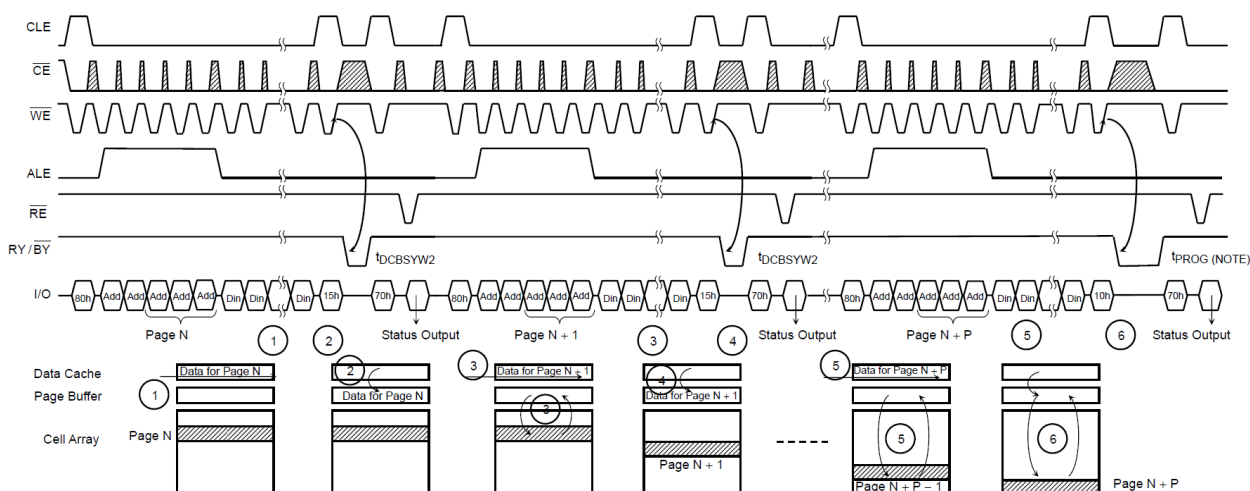 CLE
CE
WE
ALE
RE
RY / BY
tDCBSYW2 tDCBSYW2 tPROG (NOTE)
I/O 80h Add Add Add Add Add Din Din Din 15h 70h 80h Add Add Add Add Add Din Din Din 15h 70h 80h Add Add Add Add Add Din Din Din 10h 70h
Page N Status Output Page N + 1 Status Output Page N + P Status Output
1 2 3 4 5 6
Data Cache Data for Page N 2 3 Data for Page N + 1 5 Data for Page N + P
Page Buffer 1 Data for Page N 3 4 Data for Page N + 1
Cell Array Page N 5 6
Page N + 1
Page N + P − 1 Page N + P